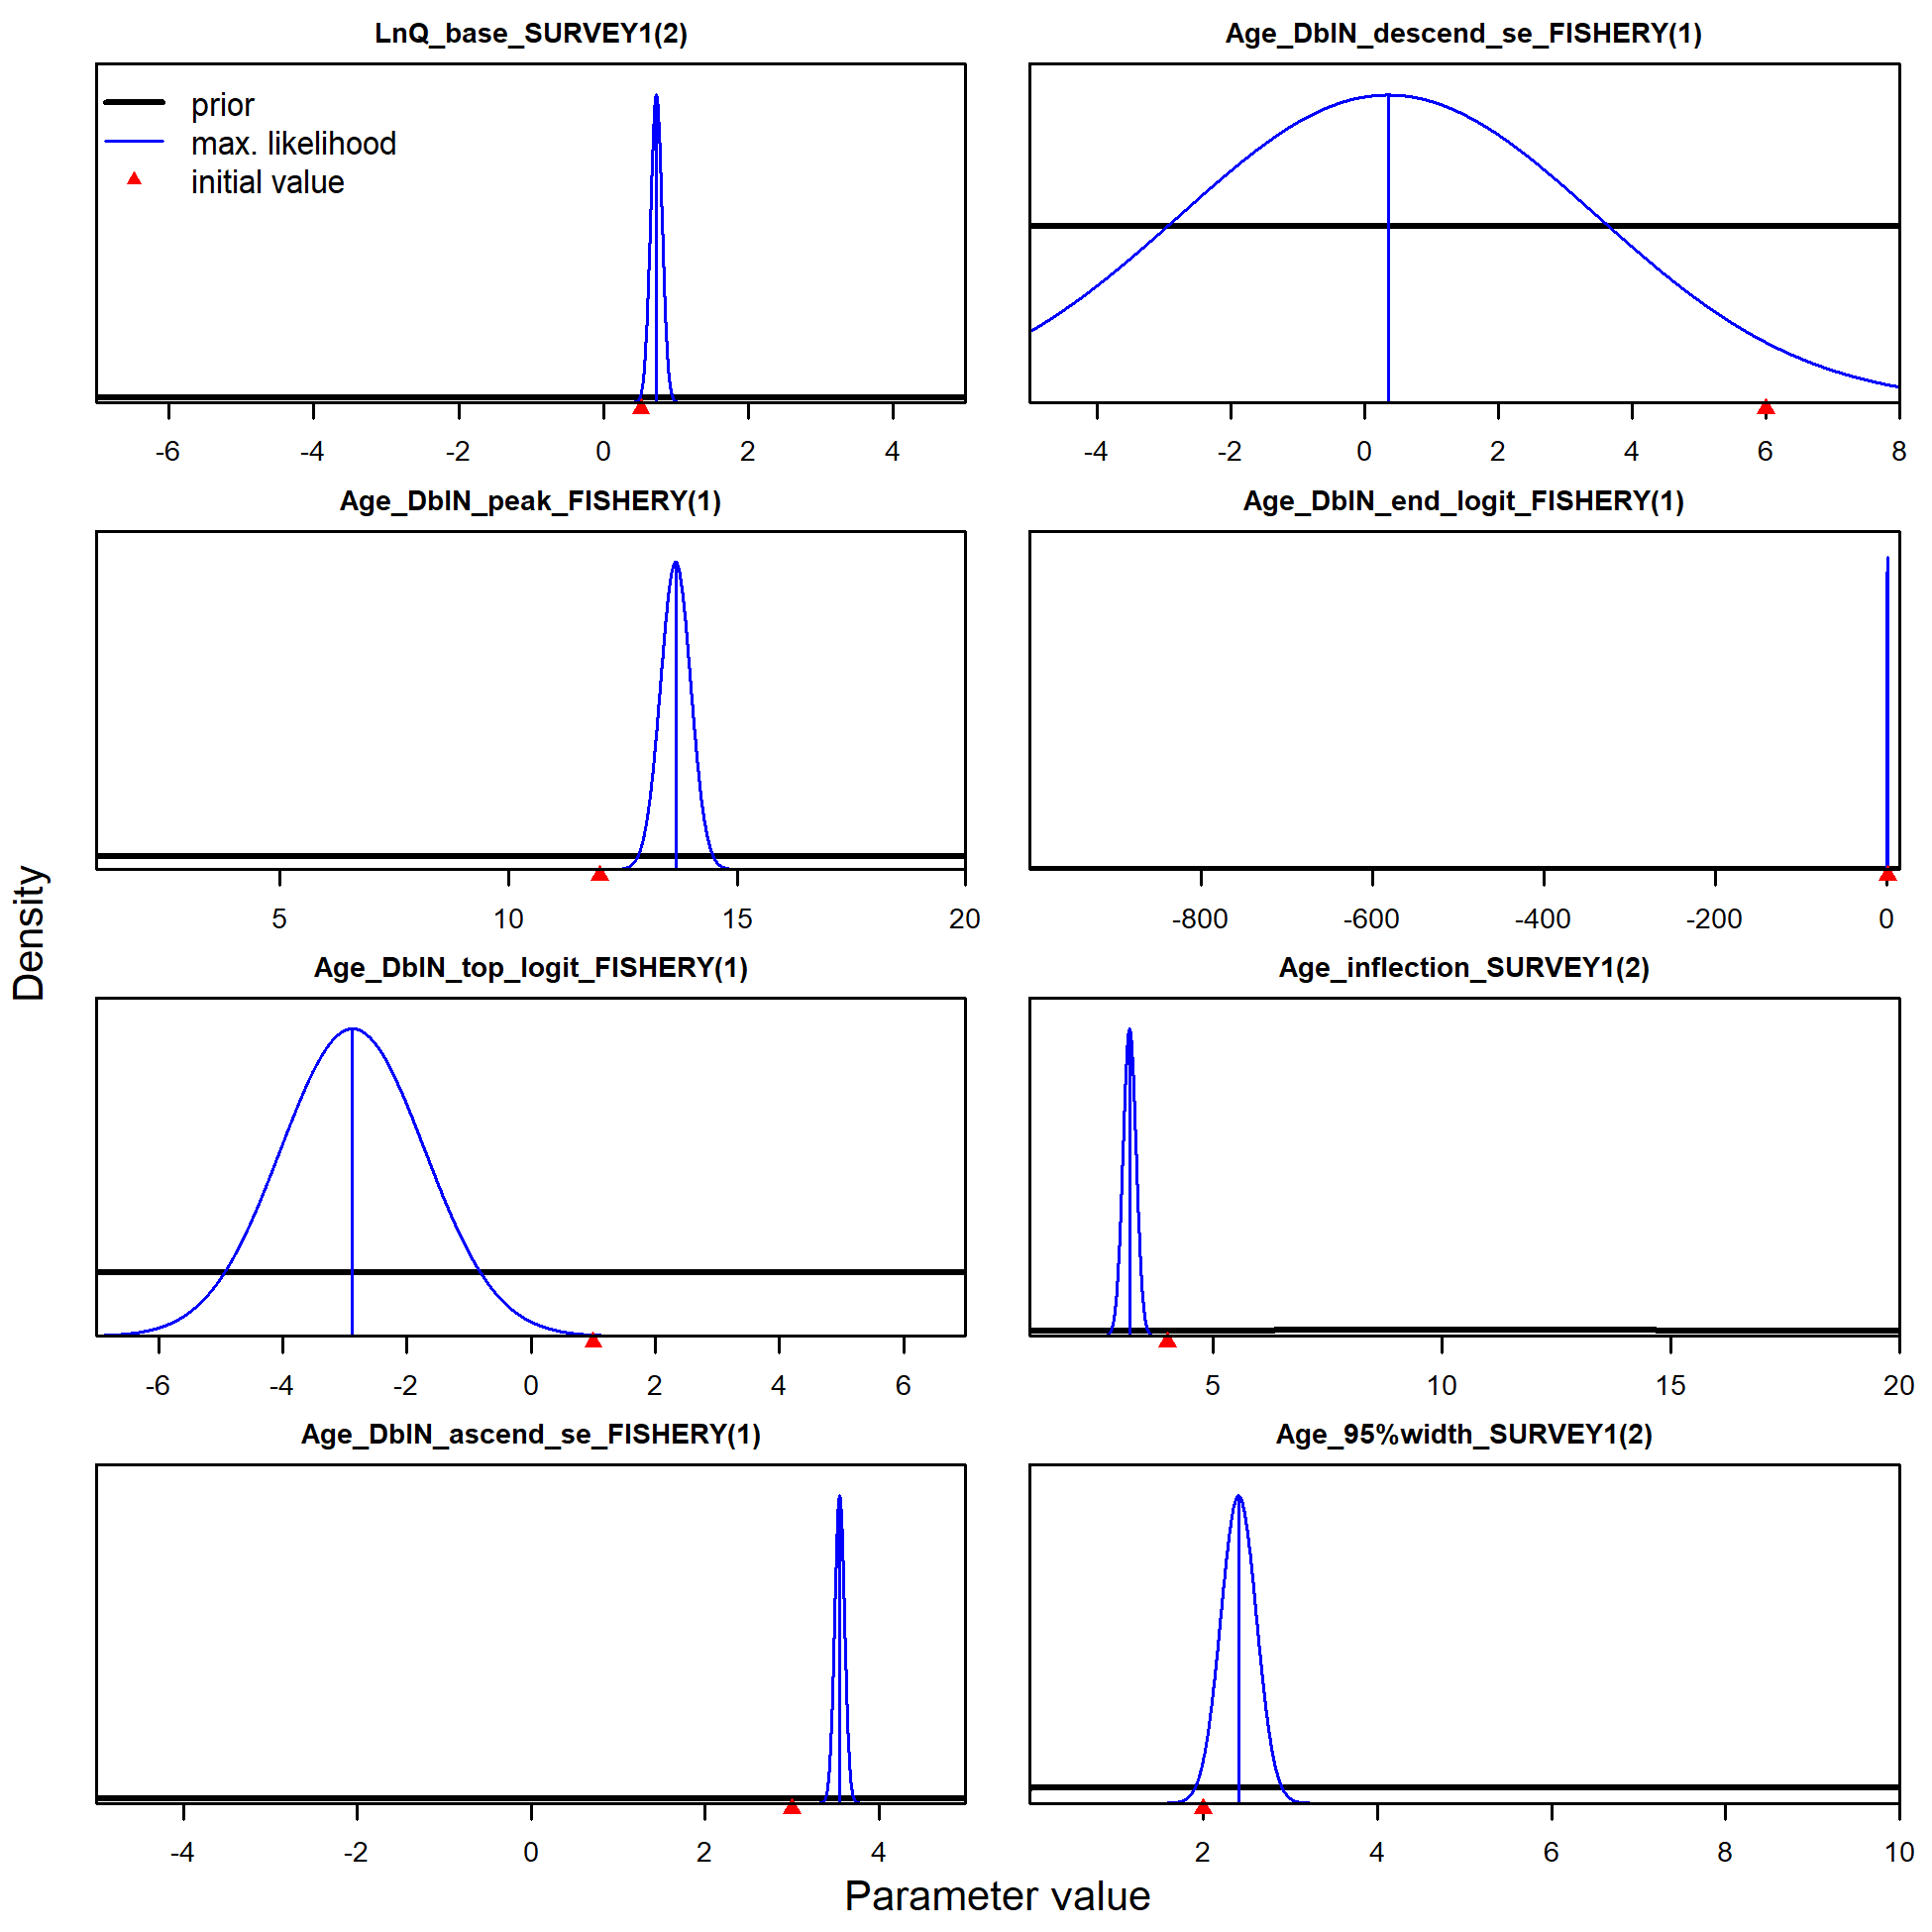 LnQ_base_SURVEY1(2)
prior
max. likelihood
initial value
-6 -4 -2 0 2 4
Age_DblN_descend_se_FISHERY(1)
-4 -2 0 2 4 6 8
Age_DblN_peak_FISHERY(1)
5 10 15 20
Age_DblN_end_logit_FISHERY(1)
-800 -600 -400 -200 0
Age_DblN_top_logit_FISHERY(1)
-6 -4 -2 0 2 4 6
Age_inflection_SURVEY1(2)
5 10 15 20
Age_DblN_ascend_se_FISHERY(1)
-4 -2 0 2 4
Age_95%width_SURVEY1(2)
2 4 6 8 10
Density
Parameter value